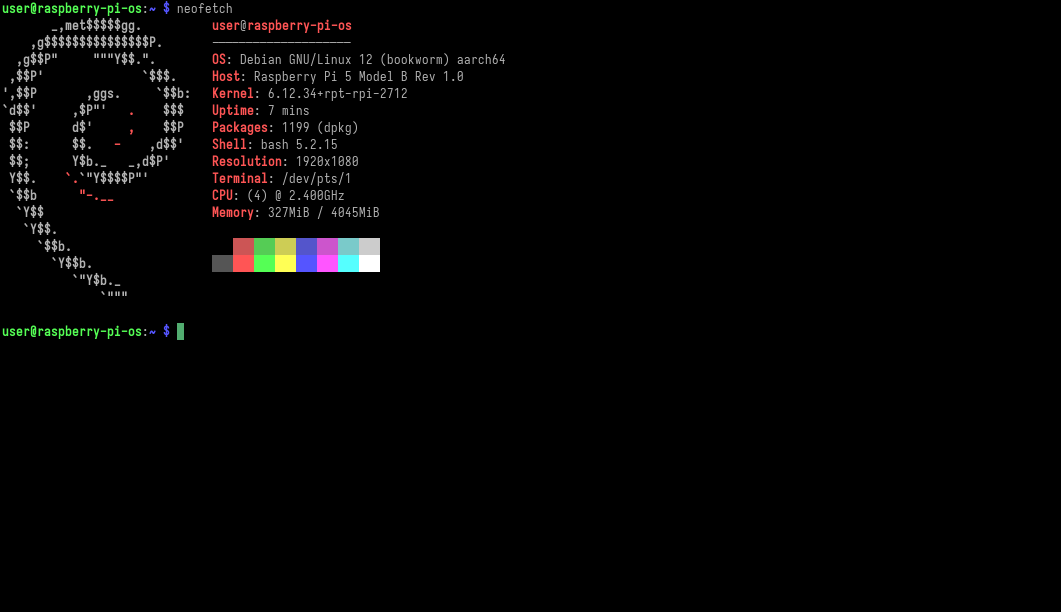 user@raspberry-pi-os:~ $ neofetch
       _,met$$$$$gg.          user@raspberry-pi-os
    ,g$$$$$$$$$$$$$$$P.       --------------------
  ,g$$P"     """Y$$.".        OS: Debian GNU/Linux 12 (bookworm) aarch64
 ,$$P'              `$$$.     Host: Raspberry Pi 5 Model B Rev 1.0
',$$P       ,ggs.     `$$b:   Kernel: 6.12.34+rpt-rpi-2712
`d$$'     ,$P"'   .    $$$    Uptime: 7 mins
 $$P      d$'     ,    $$P    Packages: 1199 (dpkg)
 $$:      $$.   -    ,d$$'    Shell: bash 5.2.15
 $$;      Y$b._   _,d$P'      Resolution: 1920x1080
 Y$$.    `.`"Y$$$$P"'         Terminal: /dev/pts/1
 `$$b      "-.__              CPU: (4) @ 2.400GHz
  `Y$$                        Memory: 327MiB / 4045MiB
   `Y$$.
     `$$b.
       `Y$$b.
          `"Y$b._
              `"""
user@raspberry-pi-os:~ $